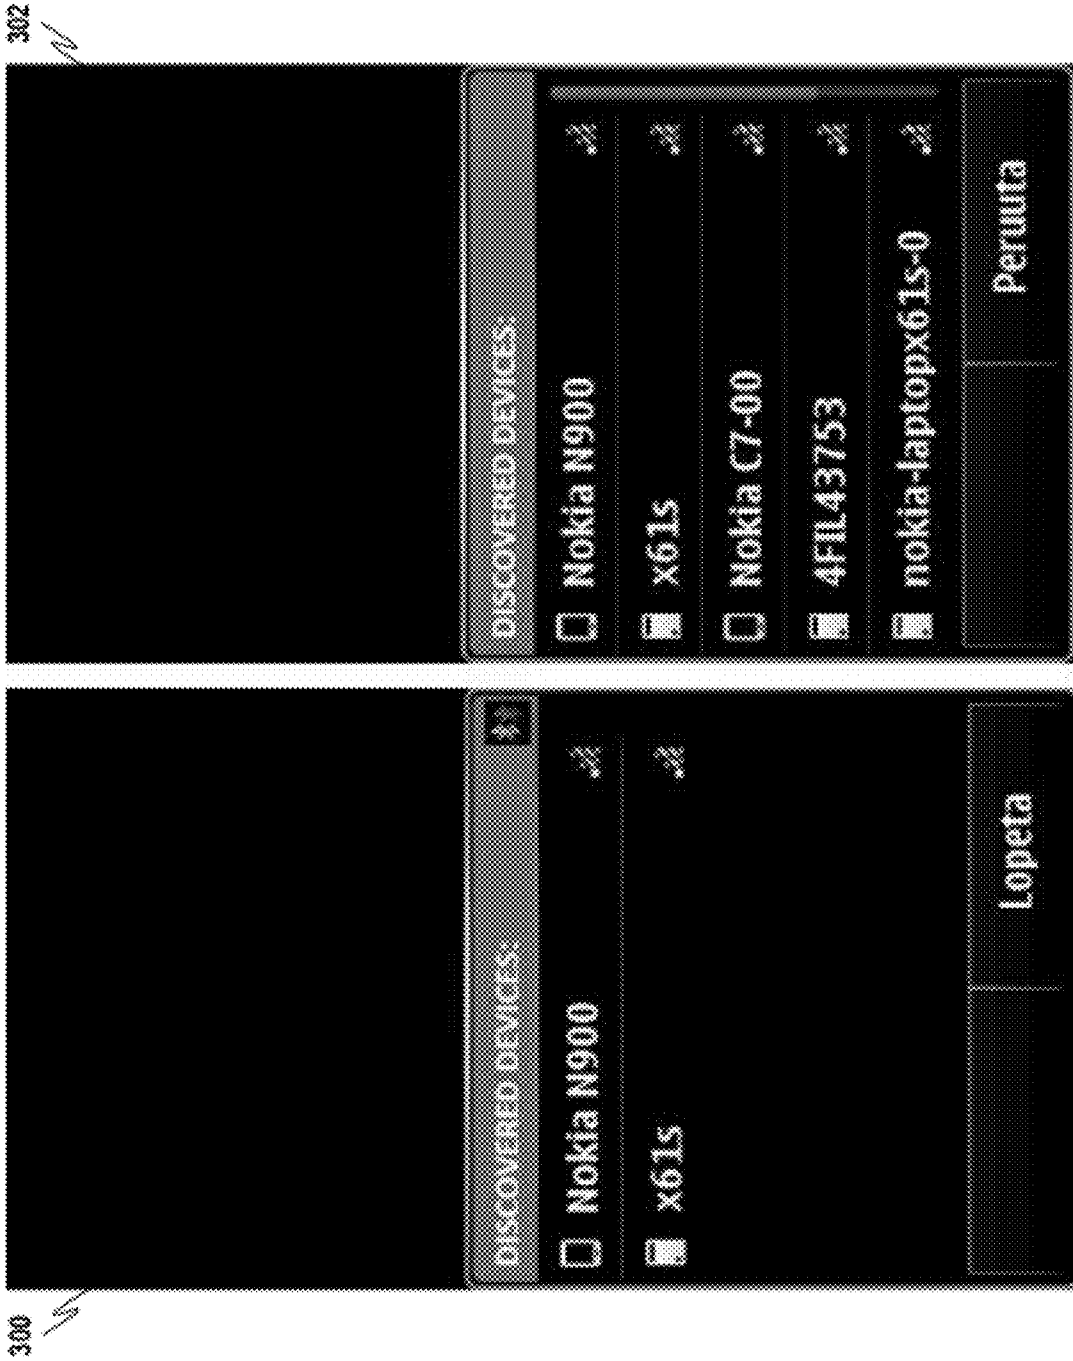 300
DISCOVERED DEVICES:
Nokia N900
x61s
Lopeta
302
DISCOVERED DEVICES:
Nokia N900
x61s
Nokia C7-00
4FIL43753
nokia-laptopx61s-0
Peruuta